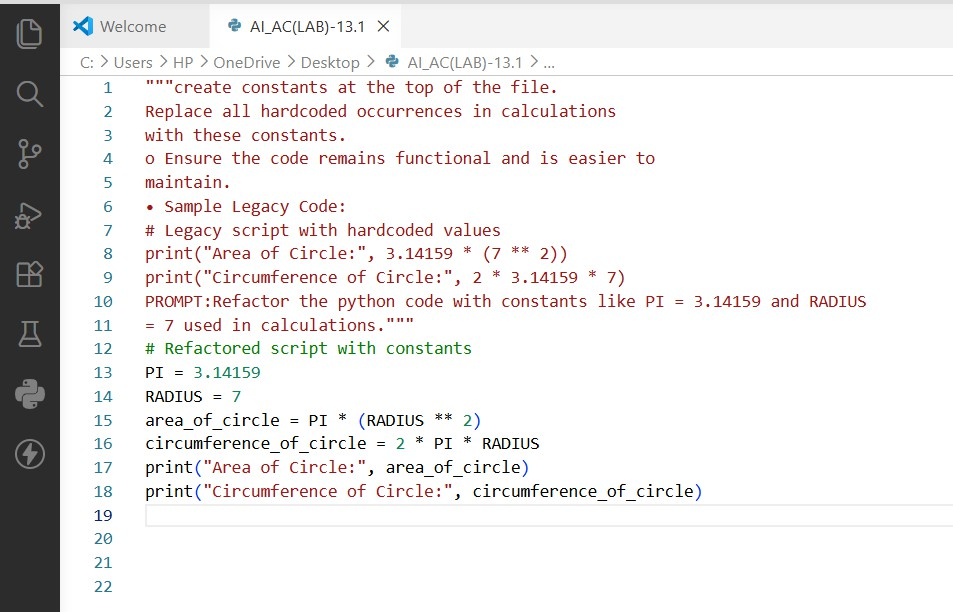 Welcome
AI_AC(LAB)-13.1
C: > Users > HP > OneDrive > Desktop > AI_AC(LAB)-13.1 > ...
1 """create constants at the top of the file.
2 Replace all hardcoded occurrences in calculations
3 with these constants.
4 o Ensure the code remains functional and is easier to
5 maintain.
6 • Sample Legacy Code:
7 # Legacy script with hardcoded values
8 print("Area of Circle:", 3.14159 * (7 ** 2))
9 print("Circumference of Circle:", 2 * 3.14159 * 7)
10 PROMPT:Refactor the python code with constants like PI = 3.14159 and RADIUS
11 = 7 used in calculations."""
12 # Refactored script with constants
13 PI = 3.14159
14 RADIUS = 7
15 area_of_circle = PI * (RADIUS ** 2)
16 circumference_of_circle = 2 * PI * RADIUS
17 print("Area of Circle:", area_of_circle)
18 print("Circumference of Circle:", circumference_of_circle)
19
20
21
22